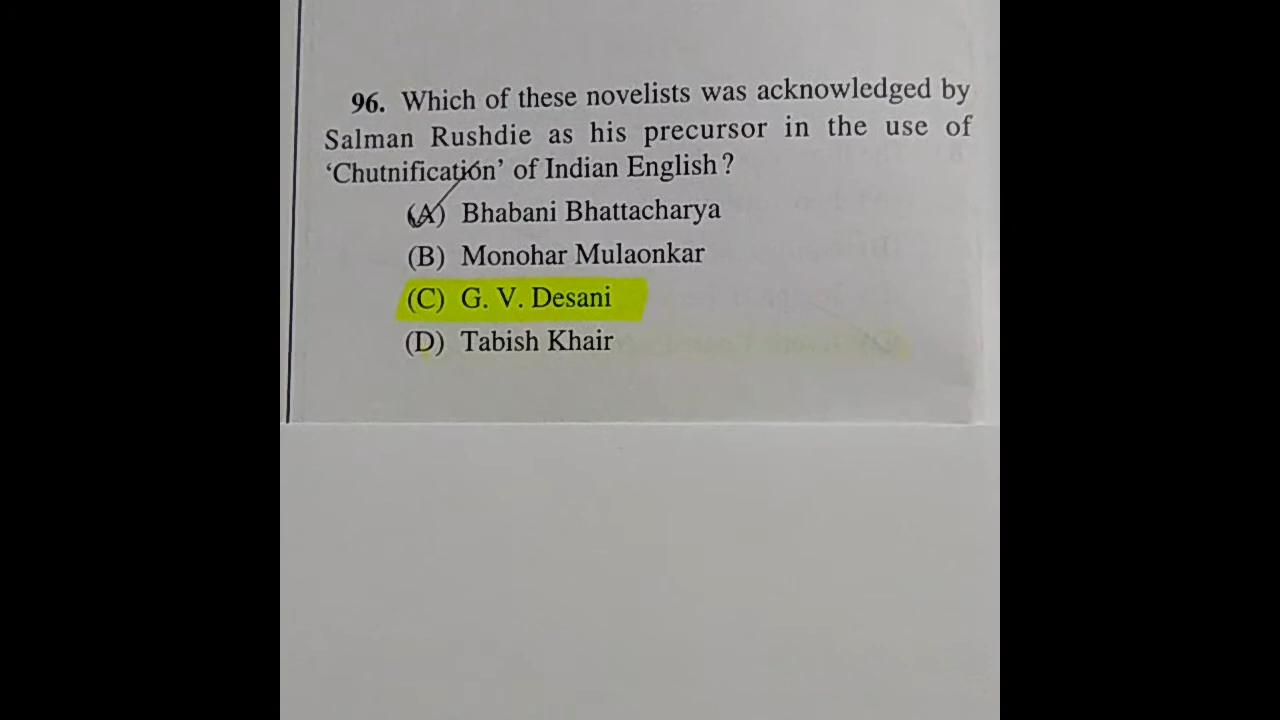 96. Which of these novelists was acknowledged by
Salman Rushdie as his precursor in the use of
‘Chutnification’ of Indian English?
(A) Bhabani Bhattacharya
(B) Monohar Mulaonkar
(C) G. V. Desani
(D) Tabish Khair